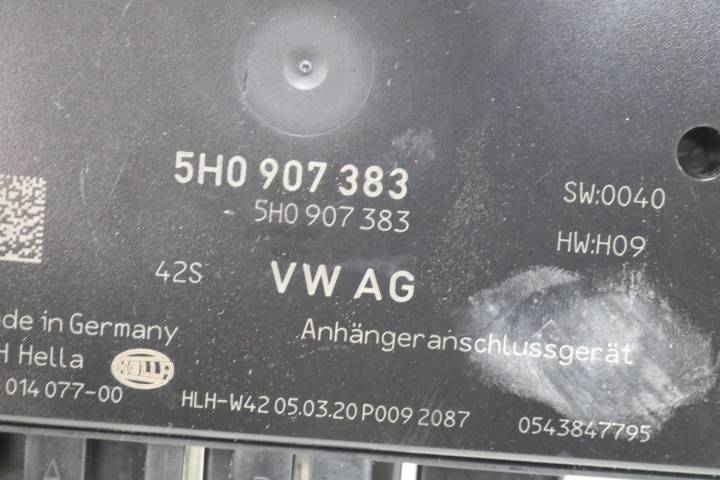 5H0 907 383
5H0 907 383
SW:0040
HW:H09
42S
VW AG
in Germany
Anhängeranschlussgerät
Hella
HELLA
014 077-00
HLH-W42 05.03.20 P009 2087
0543847795